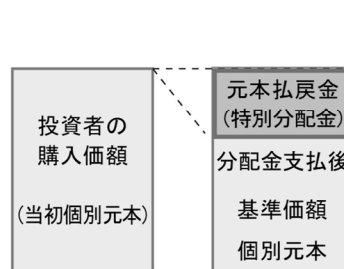 投資者の
購入価額
(当初個別元本)
元本払戻金
(特別分配金)
分配金支払後
基準価額
個別元本